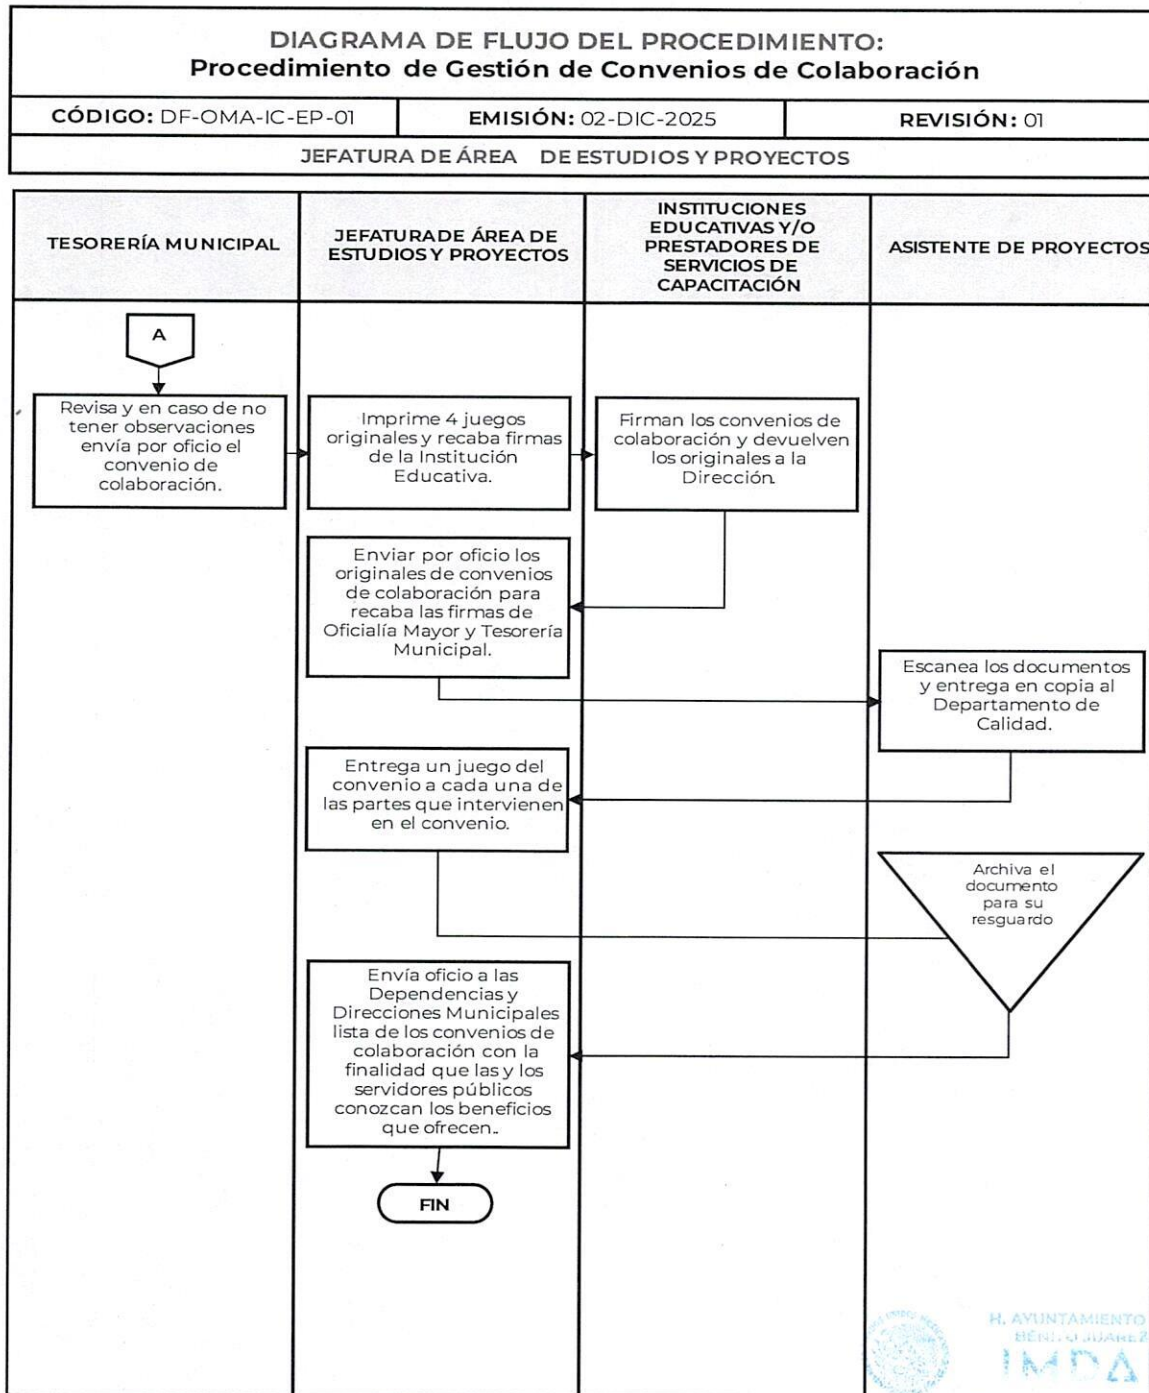 DIAGRAMA DE FLUJO DEL PROCEDIMIENTO:
Procedimiento de Gestión de Convenios de Colaboración
CÓDIGO: DF-OMA-IC-EP-01
EMISIÓN: 02-DIC-2025
REVISIÓN: 01
JEFATURA DE ÁREA DE ESTUDIOS Y PROYECTOS
TESORERÍA MUNICIPAL
JEFATURA DE ÁREA DE
ESTUDIOS Y PROYECTOS
INSTITUCIONES
EDUCATIVAS Y/O
PRESTADORES DE
SERVICIOS DE
CAPACITACIÓN
ASISTENTE DE PROYECTOS
A
Revisa y en caso de no
tener observaciones
envía por oficio el
convenio de
colaboración.
Imprime 4 juegos
originales y recaba firmas
de la Institución
Educativa.
Firman los convenios de
colaboración y devuelven
los originales a la
Dirección.
Enviar por oficio los
originales de convenios
de colaboración para
recaba las firmas de
Oficialía Mayor y Tesorería
Municipal.
Escanea los documentos
y entrega en copia al
Departamento de
Calidad.
Entrega un juego del
convenio a cada una de
las partes que intervienen
en el convenio.
Archiva el
documento
para su
resguardo
Envía oficio a las
Dependencias y
Direcciones Municipales
lista de los convenios de
colaboración con la
finalidad que las y los
servidores públicos
conozcan los beneficios
que ofrecen..
FIN
H. AYUNTAMIENTO
BENITO JUAREZ
IMDA